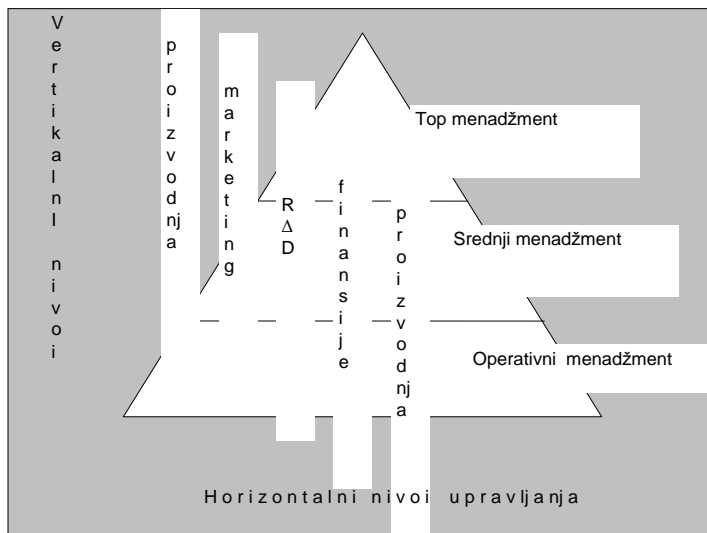 VertikalnI nivoi
proizvodnja
marketing
R∆D
finansije
proizvodnja
Top menadžment
Srednji menadžment
Operativni menadžment
Horizontalni nivoi upravljanja